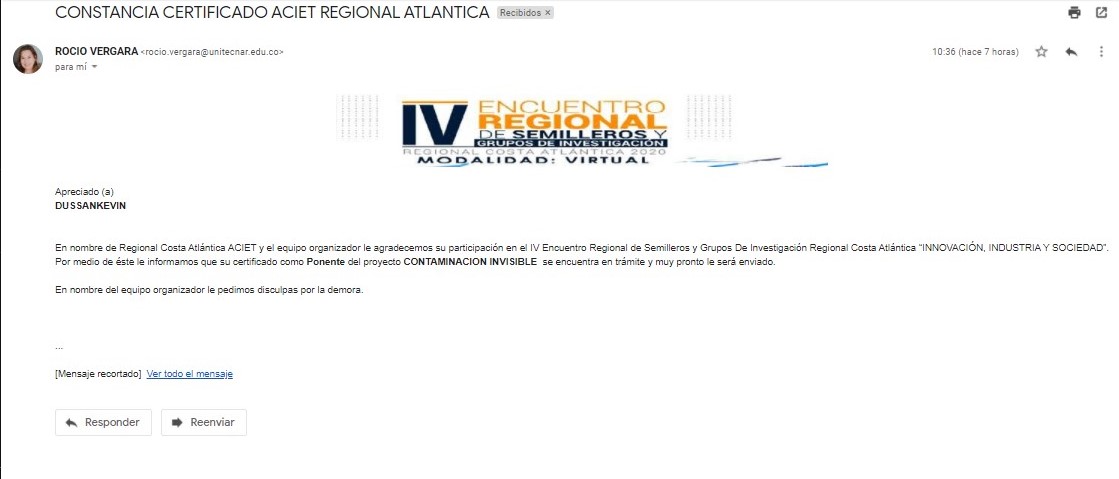 CONSTANCIA CERTIFICADO ACIET REGIONAL ATLANTICA Recibidos ×
ROCIO VERGARA <rocio.vergara@unitecnar.edu.co> 10:36 (hace 7 horas)
para mí
IV ENCUENTRO
REGIONAL
DE SEMILLEROS Y
GRUPOS DE INVESTIGACIÓN
REGIONAL COSTA ATLANTICA 2020
MODALIDAD: VIRTUAL
Apreciado (a)
DUSSANKEVIN
En nombre de Regional Costa Atlántica ACIET y el equipo organizador le agradecemos su participación en el IV Encuentro Regional de Semilleros y Grupos De Investigación Regional Costa Atlántica "INNOVACIÓN, INDUSTRIA Y SOCIEDAD".
Por medio de éste le informamos que su certificado como Ponente del proyecto CONTAMINACION INVISIBLE se encuentra en trámite y muy pronto le será enviado.
En nombre del equipo organizador le pedimos disculpas por la demora.
...
[Mensaje recortado] Ver todo el mensaje
Responder Reenviar